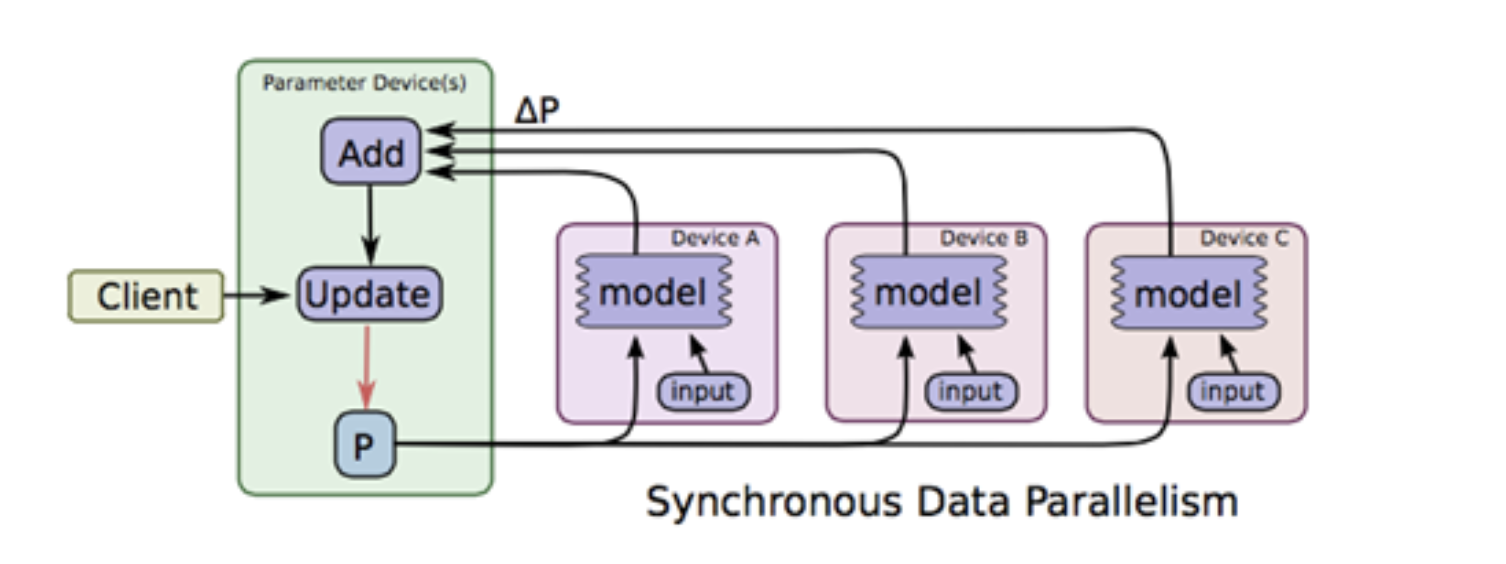 Parameter Device(s)
ΔP
Add
Device A
Device B
Device C
Client
Update
model
model
model
input
input
input
P
Synchronous Data Parallelism